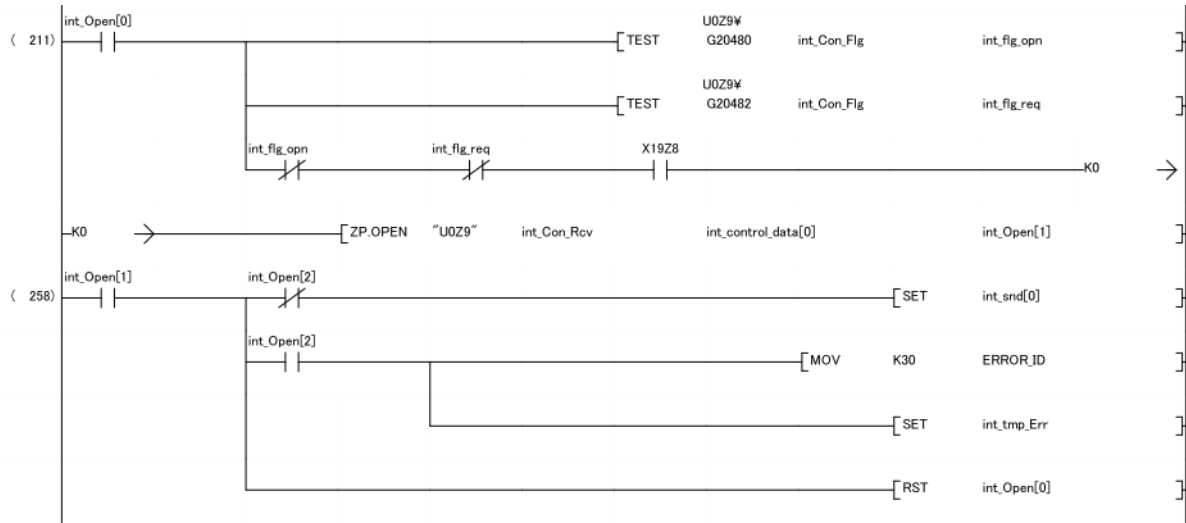 int_Open[0]
( 211)
U0Z9¥
TEST G20480 int_Con_Flg int_flg_opn
U0Z9¥
TEST G20482 int_Con_Flg int_flg_req
int_flg_opn int_flg_req X19Z8
K0
K0 ZP.OPEN "U0Z9" int_Con_Rcv int_control_data[0] int_Open[1]
int_Open[1] int_Open[2]
( 258) SET int_snd[0]
int_Open[2]
MOV K30 ERROR_ID
SET int_tmp_Err
RST int_Open[0]